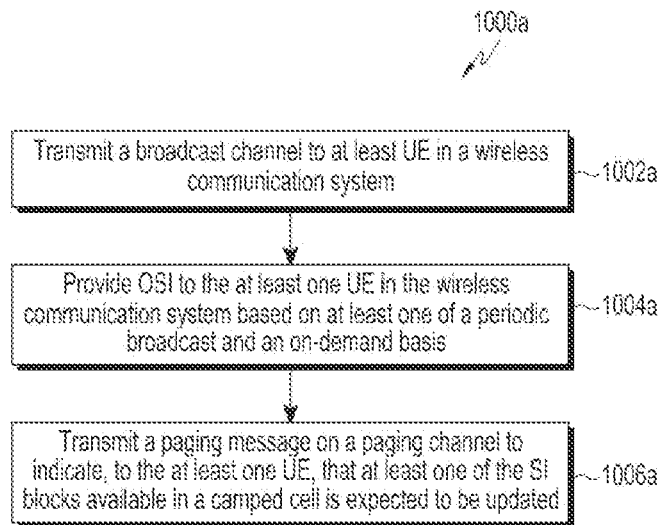 1000a
Transmit a broadcast channel to at least UE in a wireless
communication system
1002a
Provide OSI to the at least one UE in the wireless
communication system based on at least one of a periodic
broadcast and an on-demand basis
1004a
Transmit a paging message on a paging channel to
indicate, to the at least one UE, that at least one of the SI
blocks available in a camped cell is expected to be updated
1006a